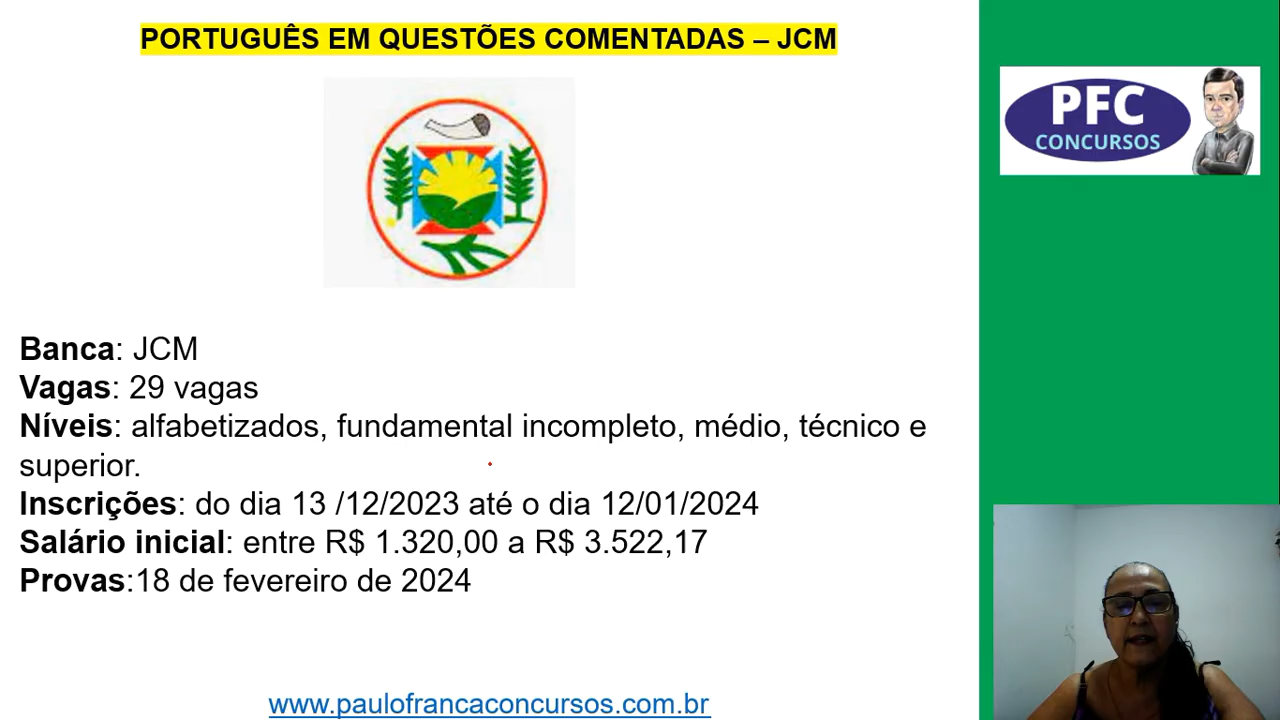 PORTUGUÊS EM QUESTÕES COMENTADAS – JCM
PFC
CONCURSOS
Banca: JCM
Vagas: 29 vagas
Níveis: alfabetizados, fundamental incompleto, médio, técnico e
superior.
Inscrições: do dia 13 /12/2023 até o dia 12/01/2024
Salário inicial: entre R$ 1.320,00 a R$ 3.522,17
Provas:18 de fevereiro de 2024
www.paulofrancaconcursos.com.br